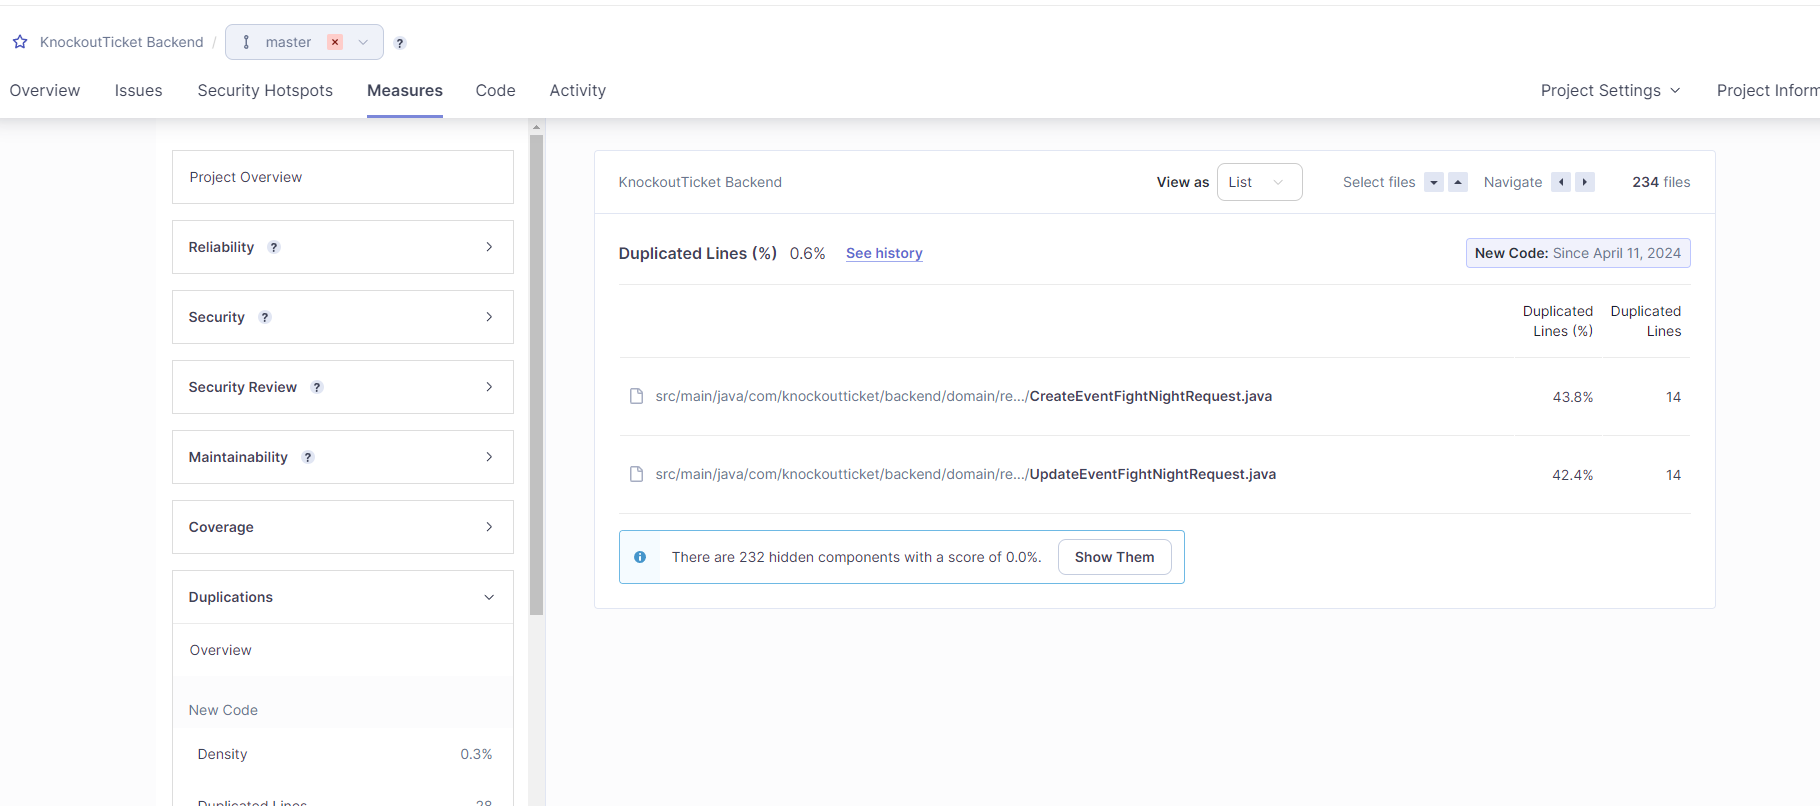 KnockoutTicket Backend / master ?
Overview Issues Security Hotspots Measures Code Activity Project Settings Project Inform
Project Overview
Reliability ?
Security ?
Security Review ?
Maintainability ?
Coverage
Duplications
Overview
New Code
Density 0.3%
Duplicated Lines 28
KnockoutTicket Backend View as List Select files Navigate 234 files
Duplicated Lines (%) 0.6% See history New Code: Since April 11, 2024
Duplicated Duplicated
Lines (%) Lines
src/main/java/com/knockoutticket/backend/domain/re.../CreateEventFightNightRequest.java 43.8% 14
src/main/java/com/knockoutticket/backend/domain/re.../UpdateEventFightNightRequest.java 42.4% 14
There are 232 hidden components with a score of 0.0%. Show Them